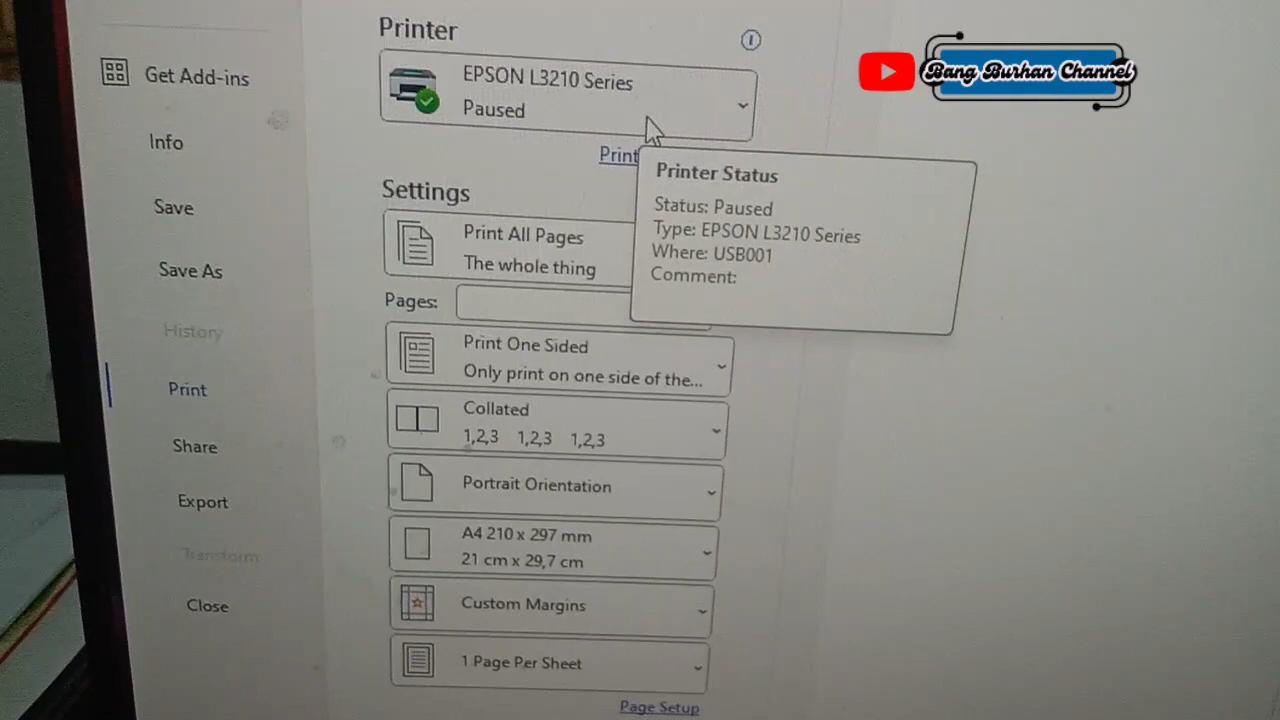 Get Add-ins
Info
Save
Save As
History
Print
Share
Export
Transform
Close
Printer
EPSON L3210 Series
Paused
Print
Printer Status
Status: Paused
Type: EPSON L3210 Series
Where: USB001
Comment:
Settings
Print All Pages
The whole thing
Pages:
Print One Sided
Only print on one side of the...
Collated
1,2,3 1,2,3 1,2,3
Portrait Orientation
A4 210 x 297 mm
21 cm x 29,7 cm
Custom Margins
1 Page Per Sheet
Page Setup
Bang Burhan Channel